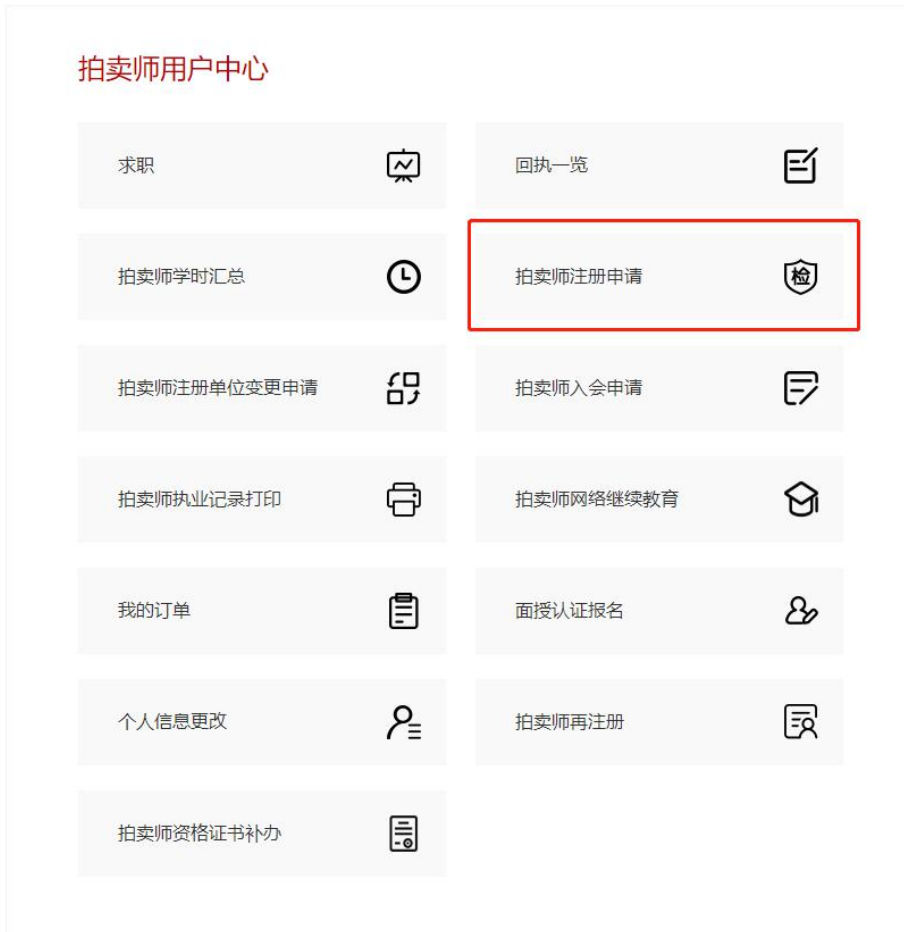 拍卖师用户中心
求职
回执一览
拍卖师学时汇总
拍卖师注册申请
检
拍卖师注册单位变更申请
拍卖师入会申请
拍卖师执业记录打印
拍卖师网络继续教育
我的订单
面授认证报名
个人信息更改
拍卖师再注册
拍卖师资格证书补办